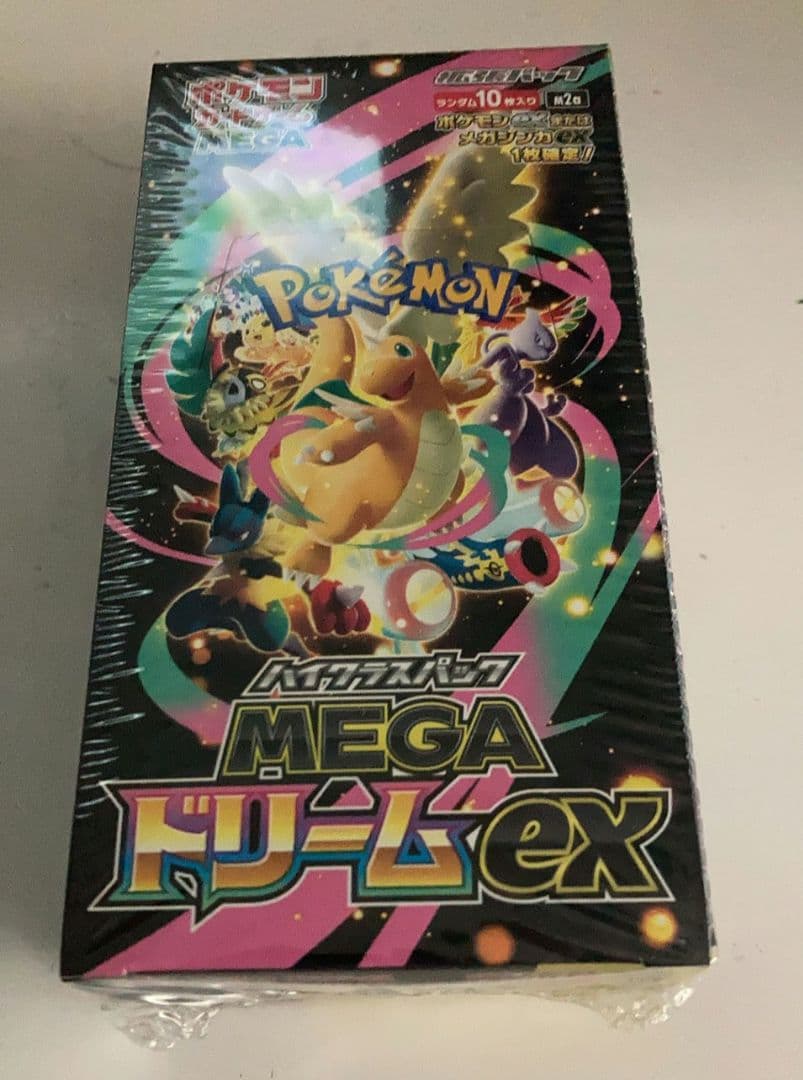 ポケモン
カードゲーム
MEGA
拡張パック
ランダム10枚入り
ポケモンexまたは
メガシンカex
1枚確定!
POKÉMON
ハイクラスパック
MEGA
ドリームex